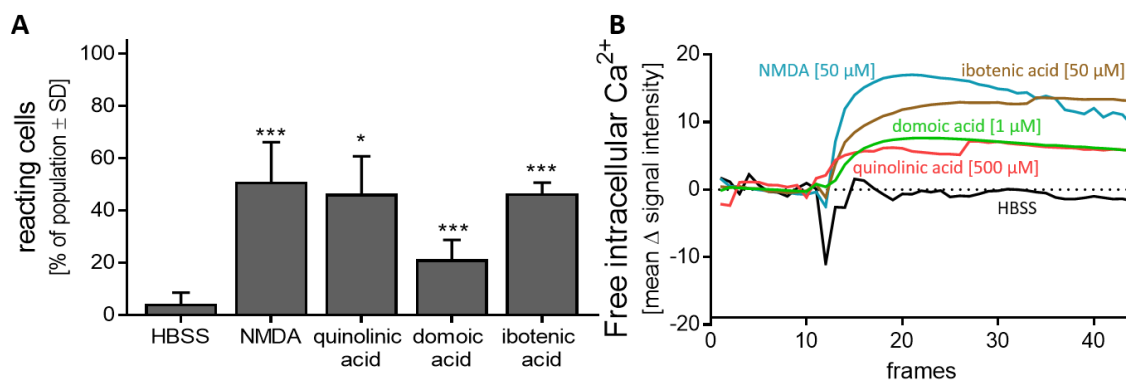 A
reacting cells
[% of population ± SD]
100
80
60
40
20
0
***
*
***
***
HBSS
NMDA
quinolinic
acid
domoic
acid
ibotenic
acid
B
Free intracellular Ca²⁺
[mean Δ signal intensity]
20
10
0
-10
-20
NMDA [50 µM]
ibotenic acid [50 µM]
domoic acid [1 µM]
quinolinic acid [500 µM]
HBSS
0
10
20
30
40
frames